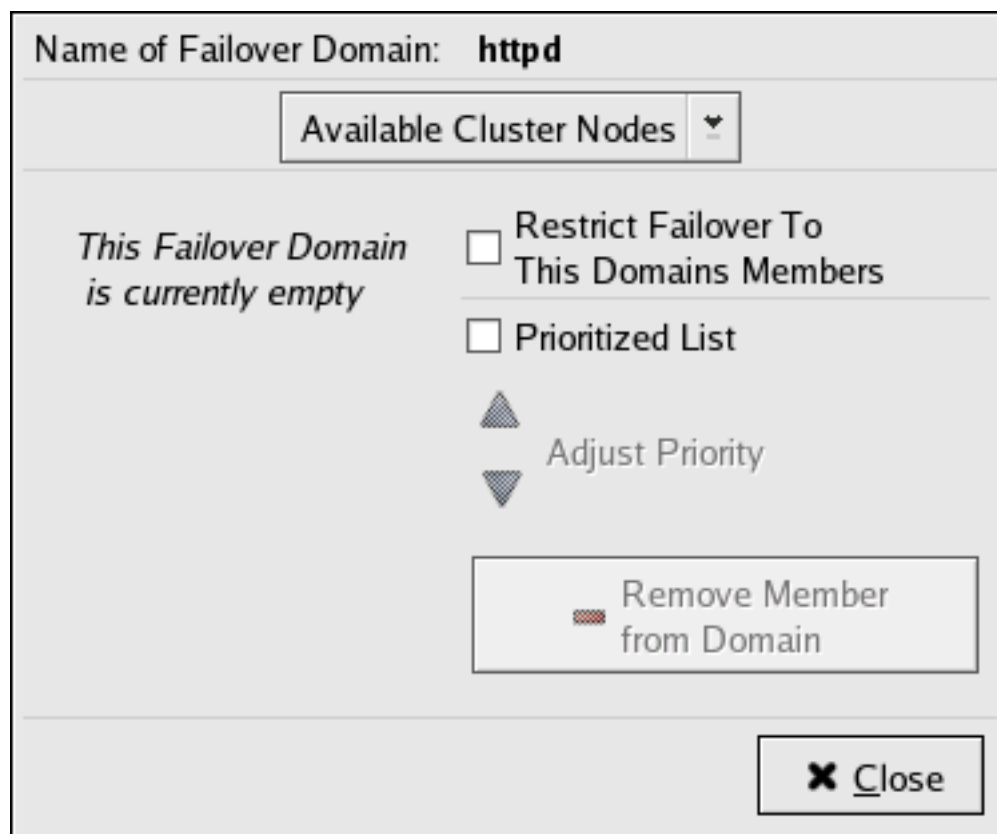 Name of Failover Domain: httpd
Available Cluster Nodes
This Failover Domain
is currently empty
Restrict Failover To
This Domains Members
Prioritized List
Adjust Priority
Remove Member
from Domain
Close